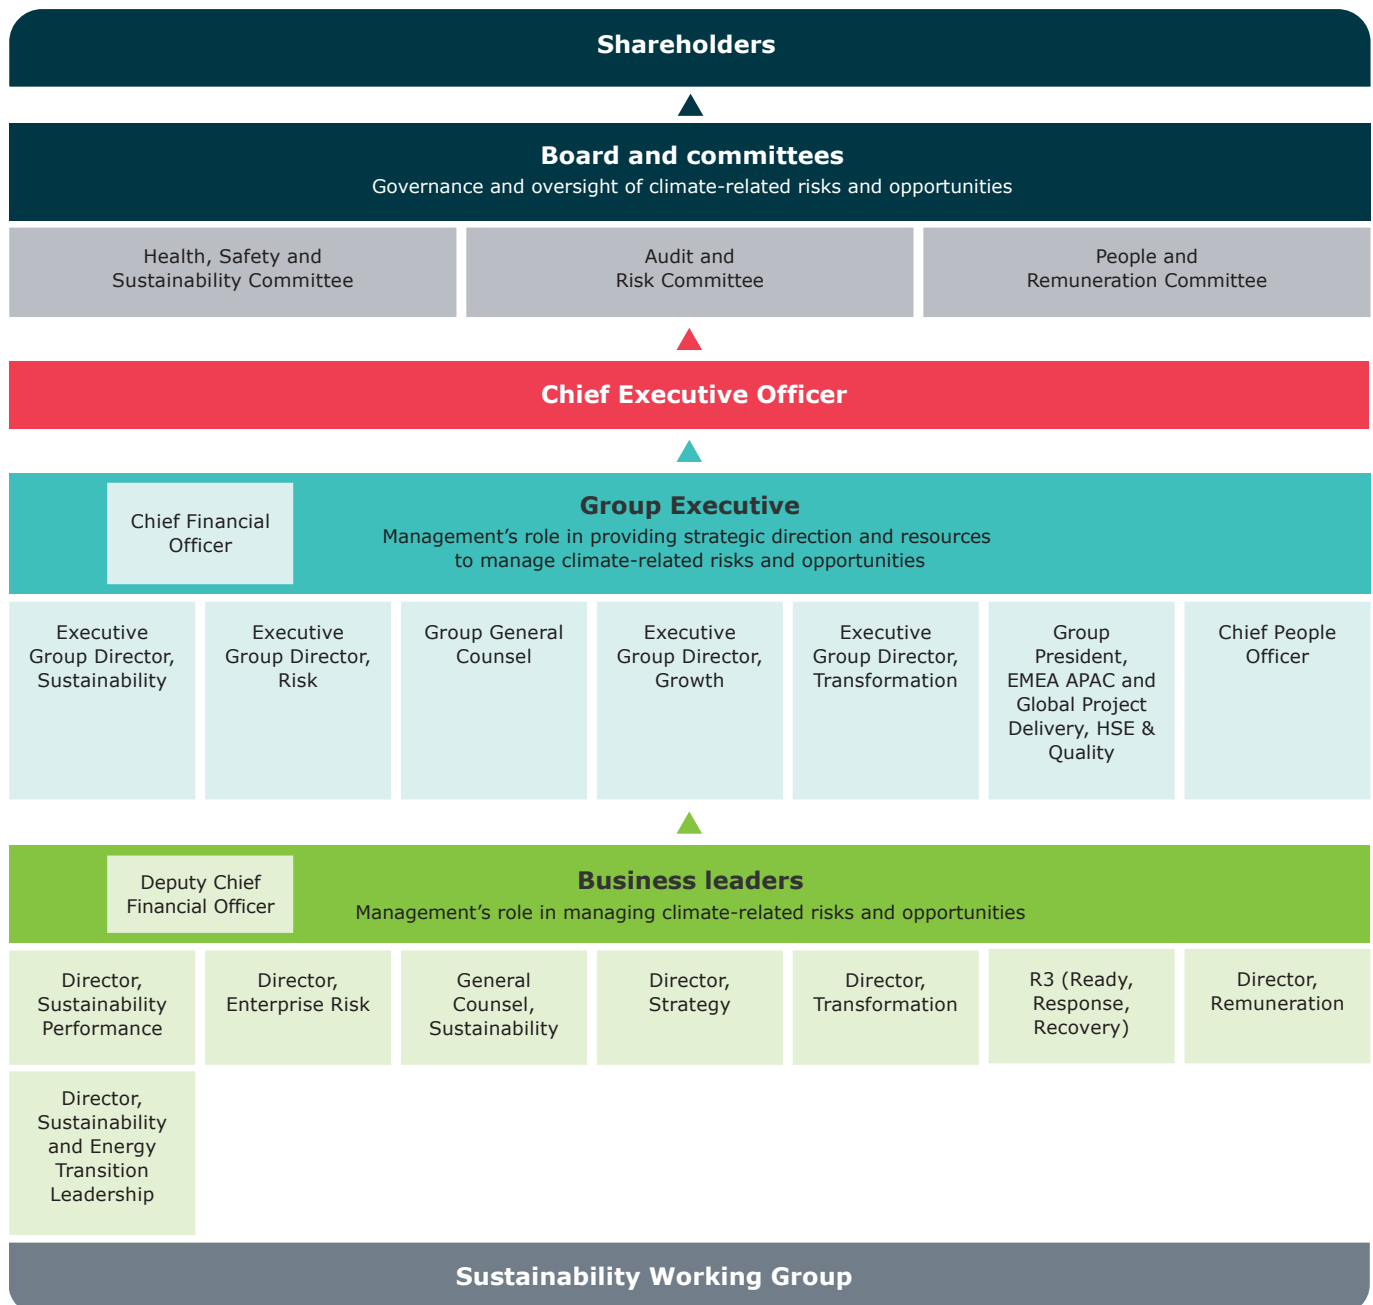 Shareholders
Board and committees
Governance and oversight of climate-related risks and opportunities
Health, Safety and
Sustainability Committee
Audit and
Risk Committee
People and
Remuneration Committee
Chief Executive Officer
Chief Financial
Officer
Group Executive
Management’s role in providing strategic direction and resources
to manage climate-related risks and opportunities
Executive
Group Director,
Sustainability
Executive
Group Director,
Risk
Group General
Counsel
Executive
Group Director,
Growth
Executive
Group Director,
Transformation
Group
President,
EMEA APAC and
Global Project
Delivery, HSE &
Quality
Chief People
Officer
Deputy Chief
Financial Officer
Business leaders
Management’s role in managing climate-related risks and opportunities
Director,
Sustainability
Performance
Director,
Enterprise Risk
General
Counsel,
Sustainability
Director,
Strategy
Director,
Transformation
R3 (Ready,
Response,
Recovery)
Director,
Remuneration
Director,
Sustainability
and Energy
Transition
Leadership
Sustainability Working Group